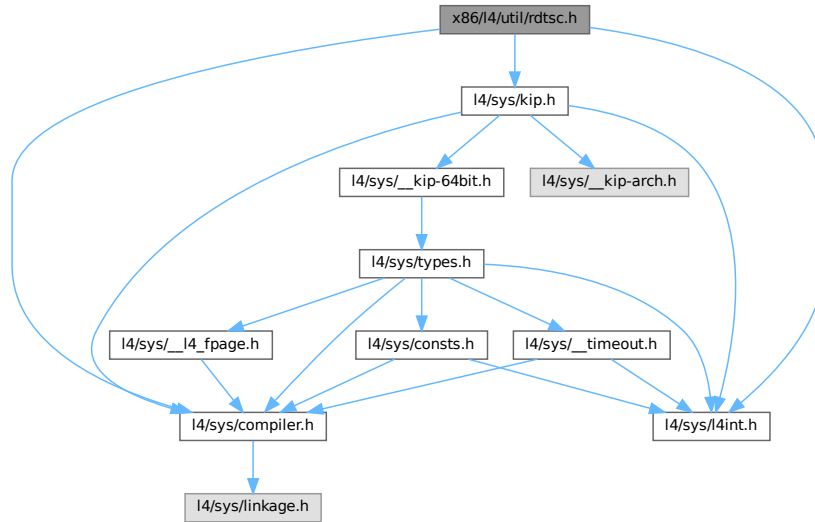 x86/l4/util/rdtsc.h
l4/sys/kip.h
l4/sys/__kip-64bit.h
l4/sys/__kip-arch.h
l4/sys/types.h
l4/sys/__l4_fpage.h
l4/sys/consts.h
l4/sys/__timeout.h
l4/sys/compiler.h
l4/sys/l4int.h
l4/sys/linkage.h